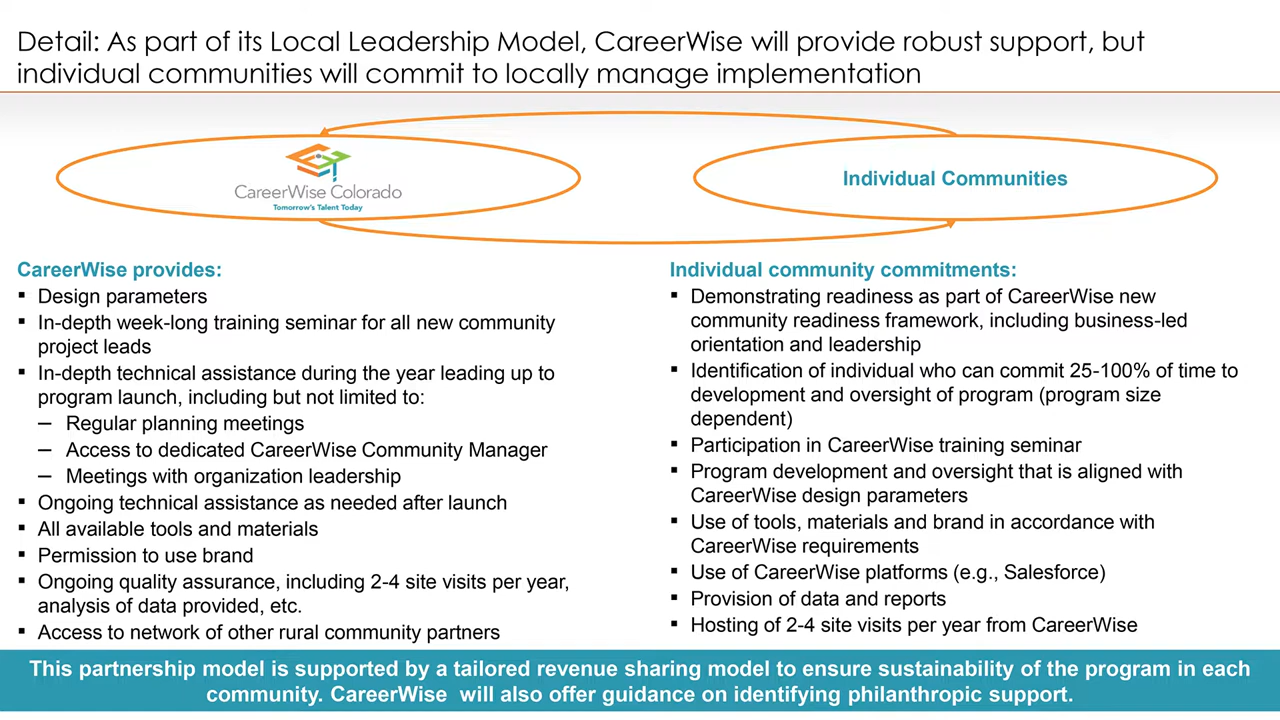 Detail: As part of its Local Leadership Model, CareerWise will provide robust support, but
individual communities will commit to locally manage implementation
CareerWise Colorado
Tomorrow's Talent Today
Individual Communities
CareerWise provides:
▪ Design parameters
▪ In-depth week-long training seminar for all new community
project leads
▪ In-depth technical assistance during the year leading up to
program launch, including but not limited to:
– Regular planning meetings
– Access to dedicated CareerWise Community Manager
– Meetings with organization leadership
▪ Ongoing technical assistance as needed after launch
▪ All available tools and materials
▪ Permission to use brand
▪ Ongoing quality assurance, including 2-4 site visits per year,
analysis of data provided, etc.
▪ Access to network of other rural community partners
Individual community commitments:
▪ Demonstrating readiness as part of CareerWise new
community readiness framework, including business-led
orientation and leadership
▪ Identification of individual who can commit 25-100% of time to
development and oversight of program (program size
dependent)
▪ Participation in CareerWise training seminar
▪ Program development and oversight that is aligned with
CareerWise design parameters
▪ Use of tools, materials and brand in accordance with
CareerWise requirements
▪ Use of CareerWise platforms (e.g., Salesforce)
▪ Provision of data and reports
▪ Hosting of 2-4 site visits per year from CareerWise
This partnership model is supported by a tailored revenue sharing model to ensure sustainability of the program in each
community. CareerWise will also offer guidance on identifying philanthropic support.